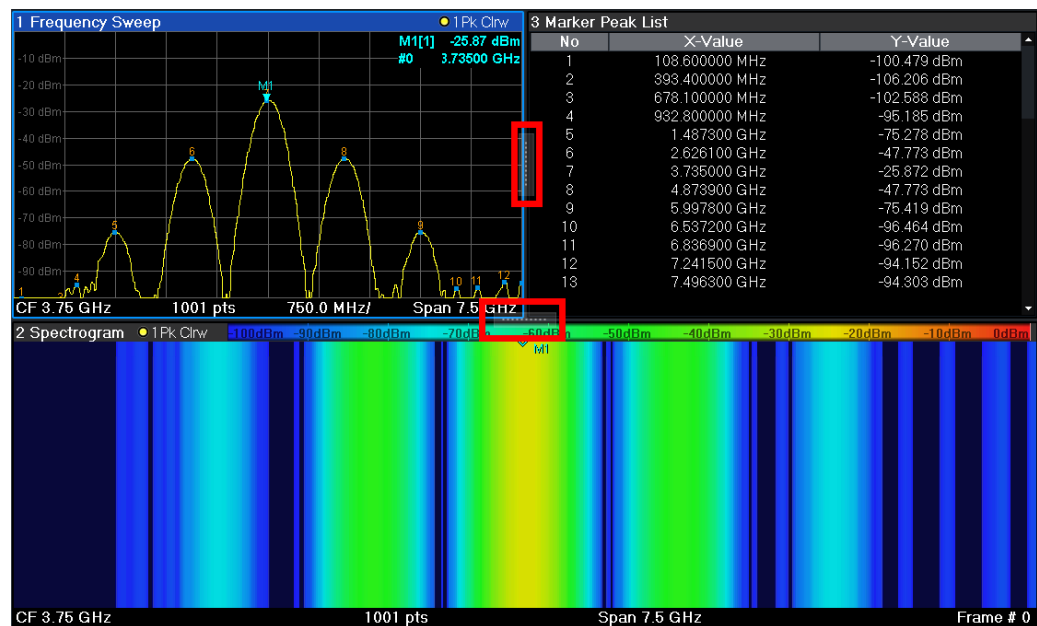 1 Frequency Sweep
1Pk Clrw
M1[1] -25.87 dBm
#0 3.73500 GHz
-10 dBm
-20 dBm
-30 dBm
-40 dBm
-50 dBm
-60 dBm
-70 dBm
-80 dBm
-90 dBm
M1
6
8
5
9
4
10
11
12
1
CF 3.75 GHz 1001 pts 750.0 MHz/ Span 7.5 GHz
3 Marker Peak List
No X-Value Y-Value
1 108.600000 MHz -100.479 dBm
2 393.400000 MHz -106.206 dBm
3 678.100000 MHz -102.588 dBm
4 932.800000 MHz -95.185 dBm
5 1.487300 GHz -75.278 dBm
6 2.626100 GHz -47.773 dBm
7 3.735000 GHz -25.872 dBm
8 4.873900 GHz -47.773 dBm
9 5.997800 GHz -75.419 dBm
10 6.537200 GHz -96.464 dBm
11 6.836900 GHz -96.270 dBm
12 7.241500 GHz -94.152 dBm
13 7.496300 GHz -94.303 dBm
2 Spectrogram 1Pk Clrw -100dBm -90dBm -80dBm -70dBm -60dBm -50dBm -40dBm -30dBm -20dBm -10dBm 0dBm
M1
CF 3.75 GHz 1001 pts Span 7.5 GHz Frame # 0